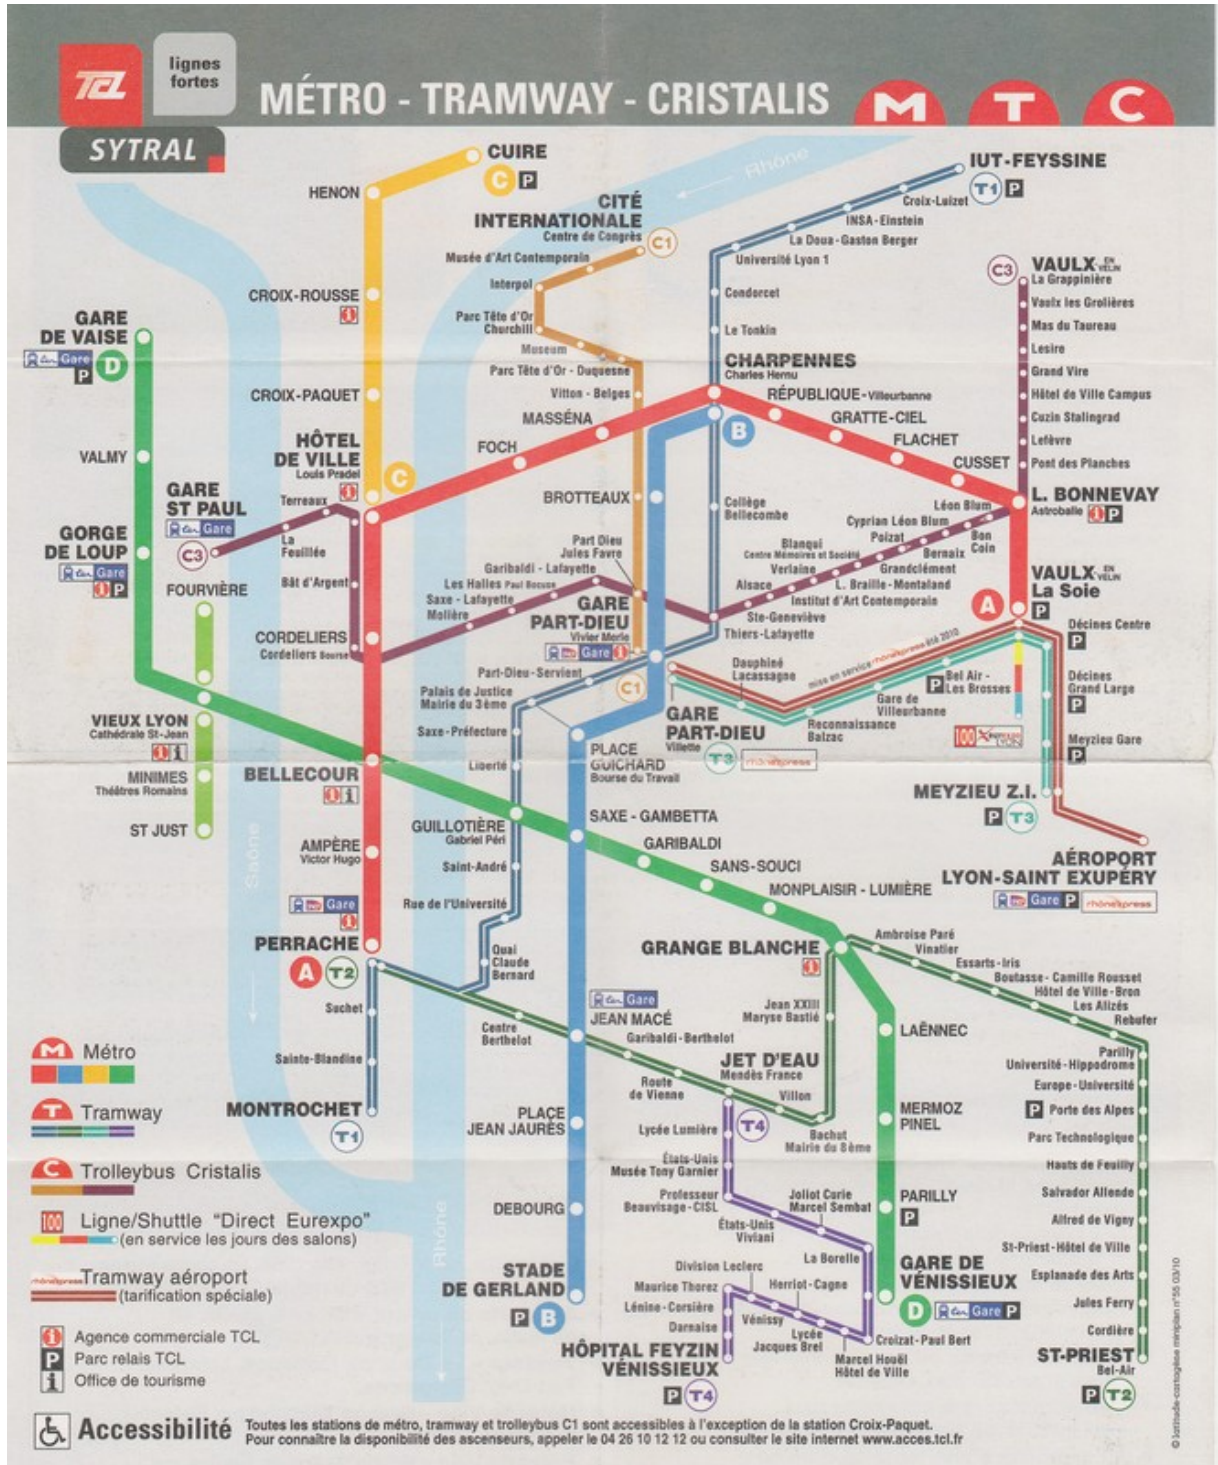 TCL
lignes
fortes
SYTRAL
MÉTRO - TRAMWAY - CRISTALIS
M
T
C
Rhône
CUIRE
C P
HENON
CROIX-ROUSSE
CROIX-PAQUET
HÔTEL
DE VILLE
Louis Pradel
C
CITÉ
INTERNATIONALE
Centre de Congrès
C1
Musée d'Art Contemporain
Interpol
Parc Tête d'Or
Churchill
Museum
Parc Tête d'Or - Duquesne
Vitton - Belges
IUT-FEYSSINE
T1 P
Croix-Luizet
INSA-Einstein
La Doua-Gaston Berger
Université Lyon 1
Condorcet
Le Tonkin
CHARPENNES
Charles Hernu
B
C3
VAULX-EN VELIN
La Grappinière
Vaulx les Grolières
Mas du Taureau
Lesire
Grand Vire
Hôtel de Ville Campus
Cuzin Stalingrad
Lefèvre
Pont des Planches
GARE
DE VAISE
Gare
P D
VALMY
GORGE
DE LOUP
Gare
P
GARE
ST PAUL
Gare
C3
Terreaux
La
Feuillée
Bât d'Argent
MASSÉNA
FOCH
RÉPUBLIQUE-Villeurbanne
GRATTE-CIEL
FLACHET
CUSSET
L. BONNEVAY
Astroballe
P
BROTTEAUX
Collège
Bellecombe
Léon Blum
Cyprian Léon Blum
Poizat
Bon
Coin
Blanqui
Centre Mémoires et Société
Bernaix
Verlaine
Grandclément
Alsace
L. Braille-Montaland
Institut d'Art Contemporain
Ste-Geneviève
Thiers-Lafayette
VAULX-EN VELIN
La Soie
A P
FOURVIÈRE
CORDELIERS
Cordeliers Bourse
Part Dieu
Jules Favre
Garibaldi - Lafayette
Les Halles Paul Bocuse
Saxe - Lafayette
Molière
GARE
PART-DIEU
Vivier Merle
Gare
C1
Part-Dieu-Servient
Palais de Justice
Mairie du 3ème
Saxe-Préfecture
Liberté
Dauphiné
Lacassagne
mise en service rhônexpress été 2010
Reconnaissance
Balzac
Gare de
Villeurbanne
P Bel Air -
Les Brosses
100 EUREXPO
LYON
Décines Centre
P
Décines
Grand Large
P
Meyzieu Gare
P
GARE
PART-DIEU
Villette
T3 rhônexpress
MEYZIEU Z.I.
P T3
AÉROPORT
LYON-SAINT EXUPÉRY
Gare P rhônexpress
VIEUX LYON
Cathédrale St-Jean
MINIMES
Théâtres Romains
ST JUST
Saône
BELLECOUR
AMPÈRE
Victor Hugo
Gare
PERRACHE
A T2
PLACE
GUICHARD
Bourse du Travail
GUILLOTIÈRE
Gabriel Péri
SAXE - GAMBETTA
GARIBALDI
SANS-SOUCI
MONPLAISIR - LUMIÈRE
Saint-André
Rue de l'Université
Quai
Claude
Bernard
GRANGE BLANCHE
Suchet
Sainte-Blandine
MONTROCHET
T1
Centre
Berthelot
Gare
JEAN MACÉ
Garibaldi-Berthelot
Route
de Vienne
JET D'EAU
Mendès France
T4
Villon
Bachut
Mairie du 8ème
Jean XXIII
Maryse Bastié
LAËNNEC
MERMOZ
PINEL
PARILLY
P
GARE DE
VÉNISSIEUX
D Gare P
Ambroise Paré
Vinatier
Essarts-Iris
Boutasse - Camille Rousset
Hôtel de Ville-Bron
Les Alizés
Rebufer
Parilly
Université-Hippodrome
Europe-Université
P Porte des Alpes
Parc Technologique
Hauts de Feuilly
Salvador Allende
Alfred de Vigny
St-Priest-Hôtel de Ville
Esplanade des Arts
Jules Ferry
Cordière
ST-PRIEST
Bel-Air
P T2
PLACE
JEAN JAURÈS
DEBOURG
STADE
DE GERLAND
P B
Rhône
Lycée Lumière
États-Unis
Musée Tony Garnier
Professeur
Beauvisage-CISL
États-Unis
Viviani
Joliot Curie
Marcel Sembat
La Borelle
Croizat-Paul Bert
Marcel Houël
Hôtel de Ville
Lycée
Jacques Brel
Herriot-Cagne
Vénissy
Division Leclerc
Maurice Thorez
Lénine-Corsière
Darnaise
HÔPITAL FEYZIN
VÉNISSIEUX
P T4
M Métro
T Tramway
C Trolleybus Cristalis
100 Ligne/Shuttle "Direct Eurexpo"
(en service les jours des salons)
rhônexpress Tramway aéroport
(tarification spéciale)
Agence commerciale TCL
P Parc relais TCL
i Office de tourisme
Accessibilité
Toutes les stations de métro, tramway et trolleybus C1 sont accessibles à l'exception de la station Croix-Paquet.
Pour connaître la disponibilité des ascenseurs, appeler le 04 26 10 12 12 ou consulter le site internet www.acces.tcl.fr
© latitude-cartagène miniplan n°55 03/10